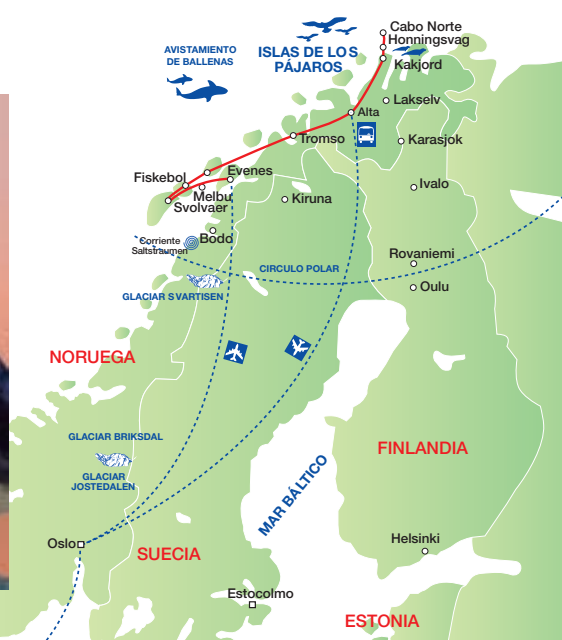 Cabo Norte
Honningsvag
AVISTAMIENTO
DE BALLENAS
ISLAS DE LOS
PÁJAROS
Kakjord
Lakselv
Alta
Tromso
Karasjok
Fiskebol
Evenes
Melbu
Svolvaer
Kiruna
Ivalo
Bodo
Corriente
Saltstraumen
Rovaniemi
CIRCULO POLAR
Oulu
GLACIAR SVARTISEN
NORUEGA
GLACIAR BRIKSDAL
GLACIAR
JOSTEDALEN
FINLANDIA
MAR BÁLTICO
Oslo
SUECIA
Helsinki
Estocolmo
ESTONIA